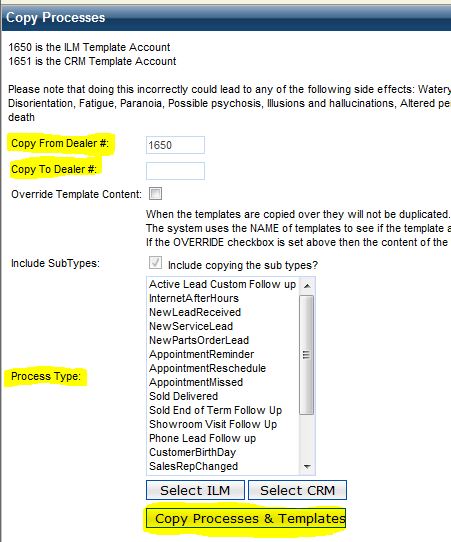 Copy Processes
1650 is the ILM Template Account
1651 is the CRM Template Account
Please note that doing this incorrectly could lead to any of the following side effects: Watery
Disorientation, Fatigue, Paranoia, Possible psychosis, Illusions and hallucinations, Altered pe
death
Copy From Dealer #: 1650
Copy To Dealer #:
Override Template Content:
When the templates are copied over they will not be duplicated.
The system uses the NAME of templates to see if the template a
If the OVERRIDE checkbox is set above then the content of the
Include SubTypes: Include copying the sub types?
Active Lead Custom Follow up
InternetAfterHours
NewLeadReceived
NewServiceLead
NewPartsOrderLead
AppointmentReminder
AppointmentReschedule
Process Type: AppointmentMissed
Sold Delivered
Sold End of Term Follow Up
Showroom Visit Follow Up
Phone Lead Follow up
CustomerBirthDay
SalesRepChanged
Select ILM Select CRM
Copy Processes & Templates